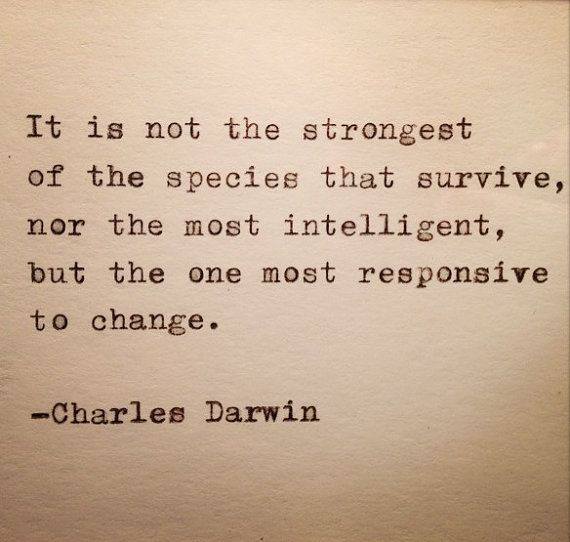 It is not the strongest
of the species that survive,
nor the most intelligent,
but the one most responsive
to change.
-Charles Darwin